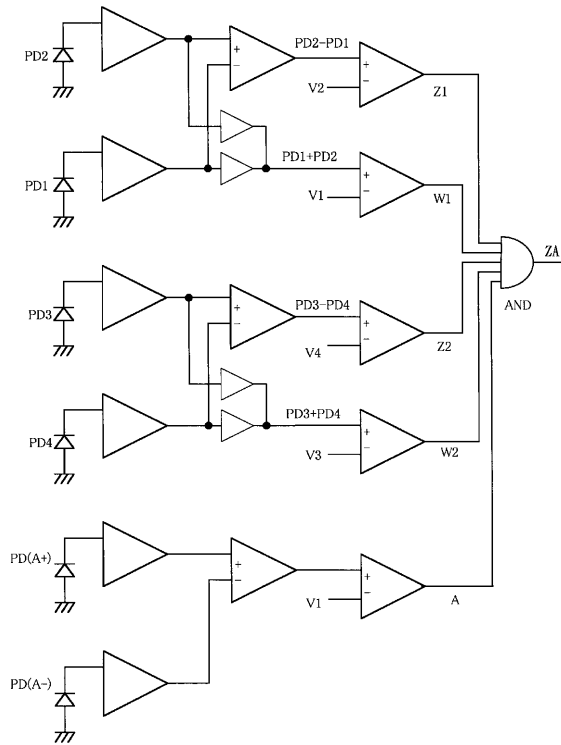 PD2
PD2−PD1
+
−
V2
+
−
Z1
PD1
PD1+PD2
V1
+
−
W1
ZA
AND
PD3
PD3−PD4
+
−
V4
+
−
Z2
PD4
PD3+PD4
V3
+
−
W2
PD(A+)
+
−
V1
+
−
A
PD(A−)